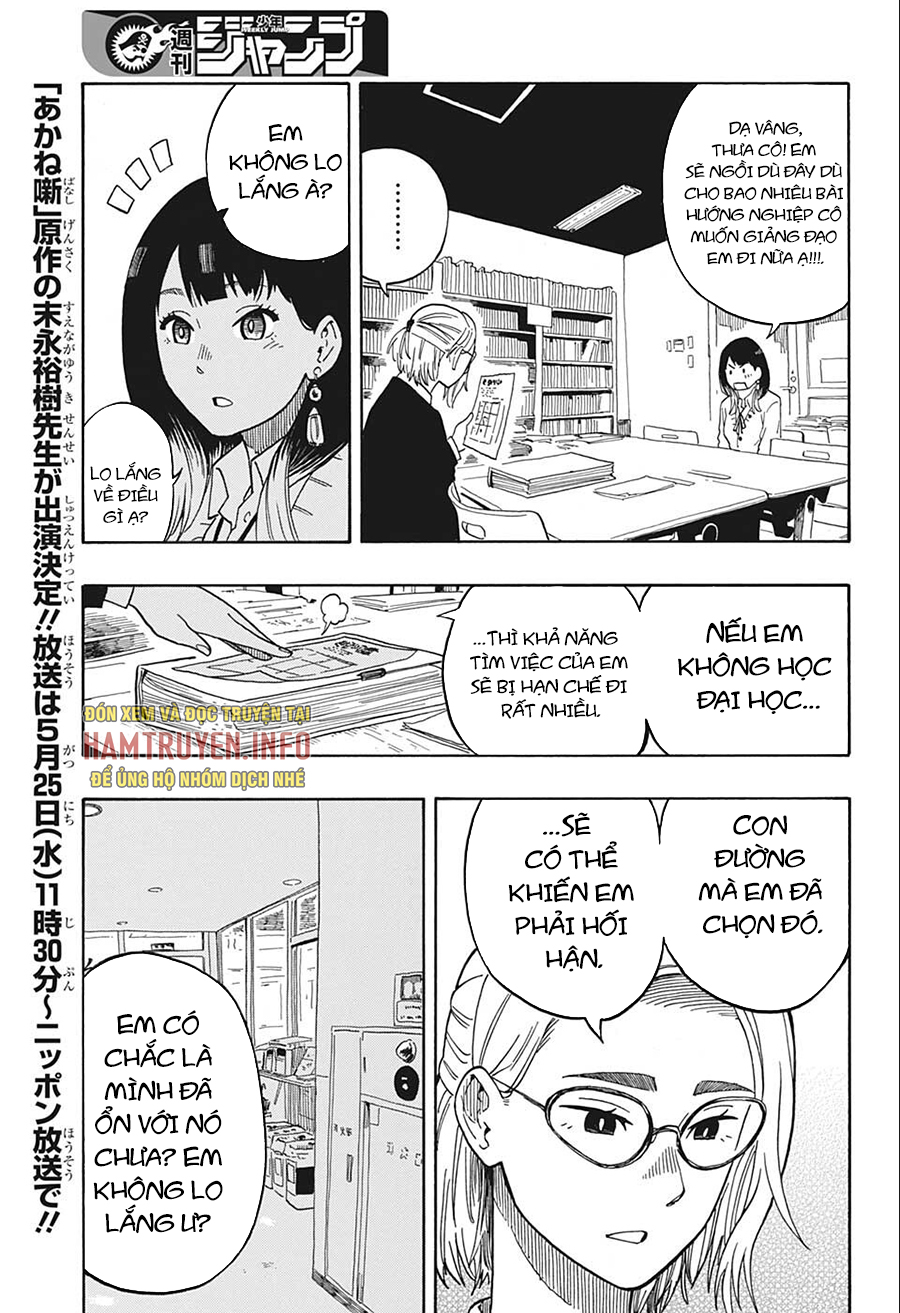 週刊
少年
WEEKLY JUMP
ジャンプ
「あかね噺」原作の末永裕樹先生が出演決定!!放送は5月25日(水)11時30分～ニッポン放送で!!
DẠ VÂNG,
THƯA CÔ! EM
SẼ NGỒI DÙ ĐÂY DÙ
CHO BAO NHIÊU BÀI
HƯỚNG NGHIỆP CÔ
MUỐN GIẢNG ĐẠO
EM ĐI NỮA Ạ!!!.
........
EM
KHÔNG LO
LẮNG À?
LO LẮNG
VỀ ĐIỀU
GÌ Ạ?
NẾU EM
KHÔNG HỌC
ĐẠI HỌC...
...THÌ KHẢ NĂNG
TÌM VIỆC CỦA EM
SẼ BỊ HẠN CHẾ ĐI
RẤT NHIỀU.
ĐÓN XEM VÀ ĐỌC TRUYỆN TẠI
HAMTRUYEN.INFO
ĐỂ ỦNG HỘ NHÓM DỊCH NHÉ
CON
ĐƯỜNG
MÀ EM ĐÃ
CHỌN ĐÓ.
...SẼ
CÓ THỂ
KHIẾN EM
PHẢI HỐI
HẬN.
EM CÓ
CHẮC LÀ
MÌNH ĐÃ
ỔN VỚI NÓ
CHƯA? EM
KHÔNG LO
LẮNG Ư?